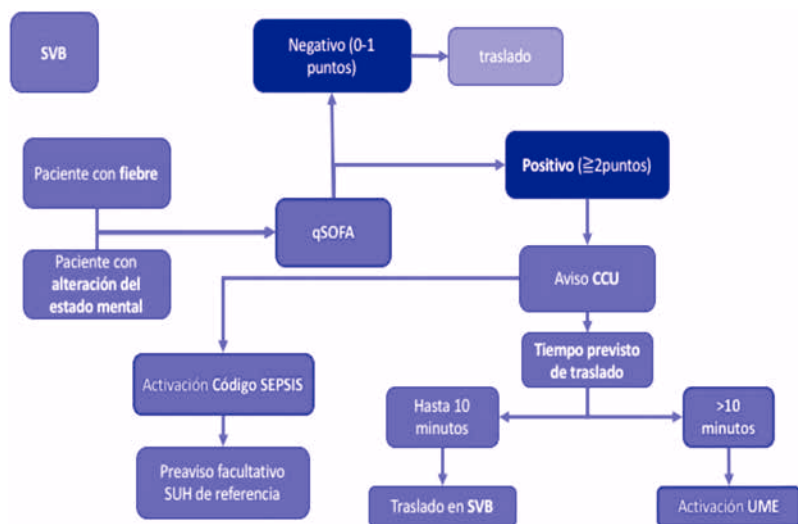 SVB
Negativo (0-1
puntos)
traslado
Paciente con fiebre
Positivo (≧2puntos)
qSOFA
Paciente con
alteración del
estado mental
Aviso CCU
Tiempo previsto
de traslado
Activación Código SEPSIS
Hasta 10
minutos
>10
minutos
Preaviso facultativo
SUH de referencia
Traslado en SVB
Activación UME